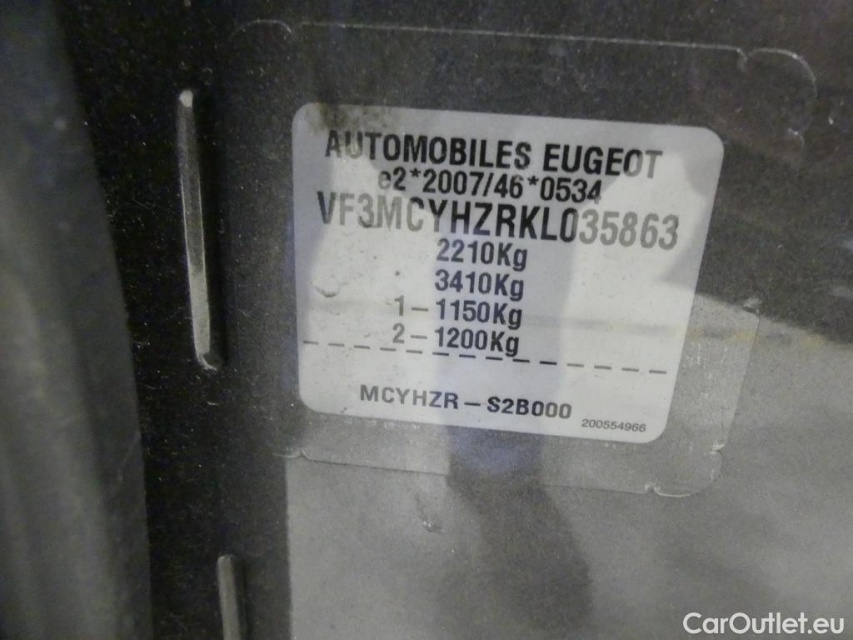 AUTOMOBILES EUGEOT
e2*2007/46*0534
VF3MCYHZRKL035863
2210Kg
3410Kg
1-1150Kg
2-1200Kg
MCYHZR-S2B000
200554966
CarOutlet.eu